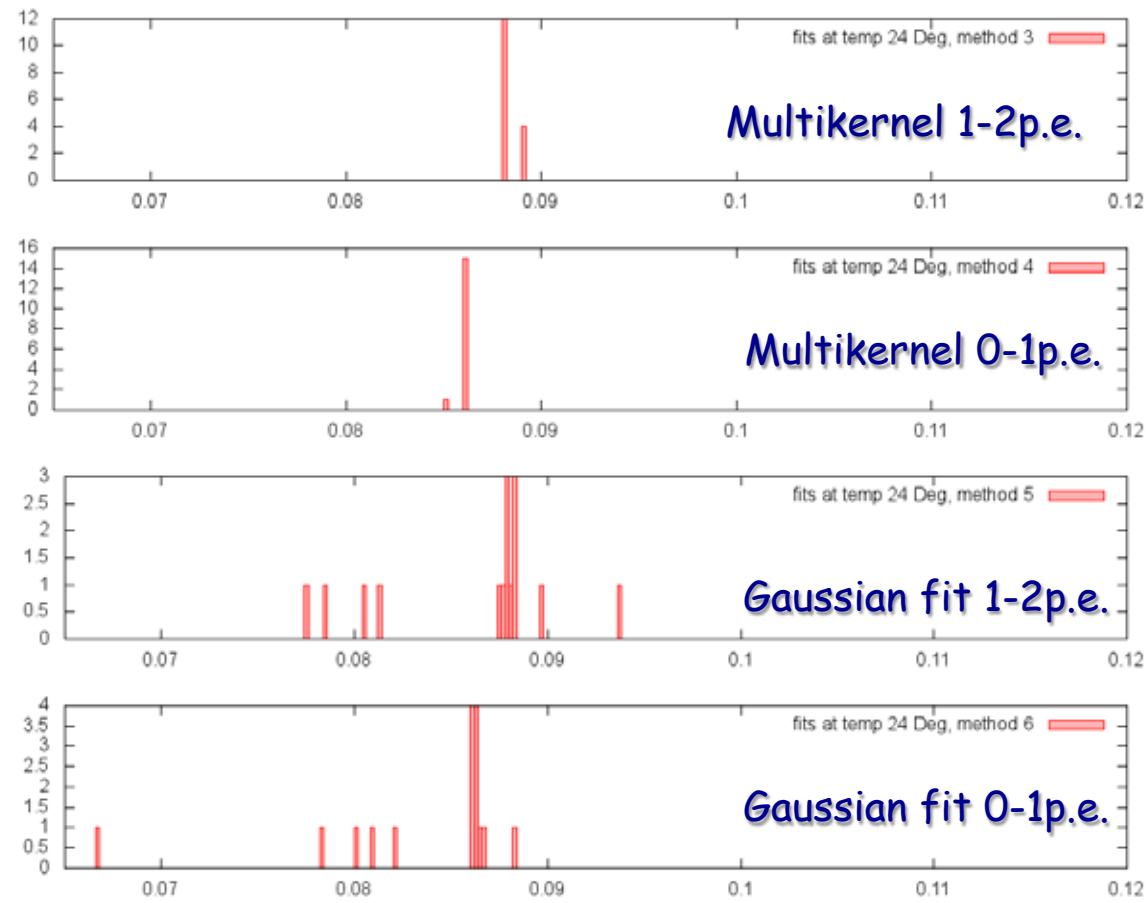 12
10
8
6
4
2
0
fits at temp 24 Deg, method 3
Multikernel 1-2p.e.
0.07 0.08 0.09 0.1 0.11 0.12
16
14
12
10
8
6
4
2
0
fits at temp 24 Deg, method 4
Multikernel 0-1p.e.
0.07 0.08 0.09 0.1 0.11 0.12
3
2.5
2
1.5
1
0.5
0
fits at temp 24 Deg, method 5
Gaussian fit 1-2p.e.
0.07 0.08 0.09 0.1 0.11 0.12
4
3.5
3
2.5
2
1.5
1
0.5
0
fits at temp 24 Deg, method 6
Gaussian fit 0-1p.e.
0.07 0.08 0.09 0.1 0.11 0.12